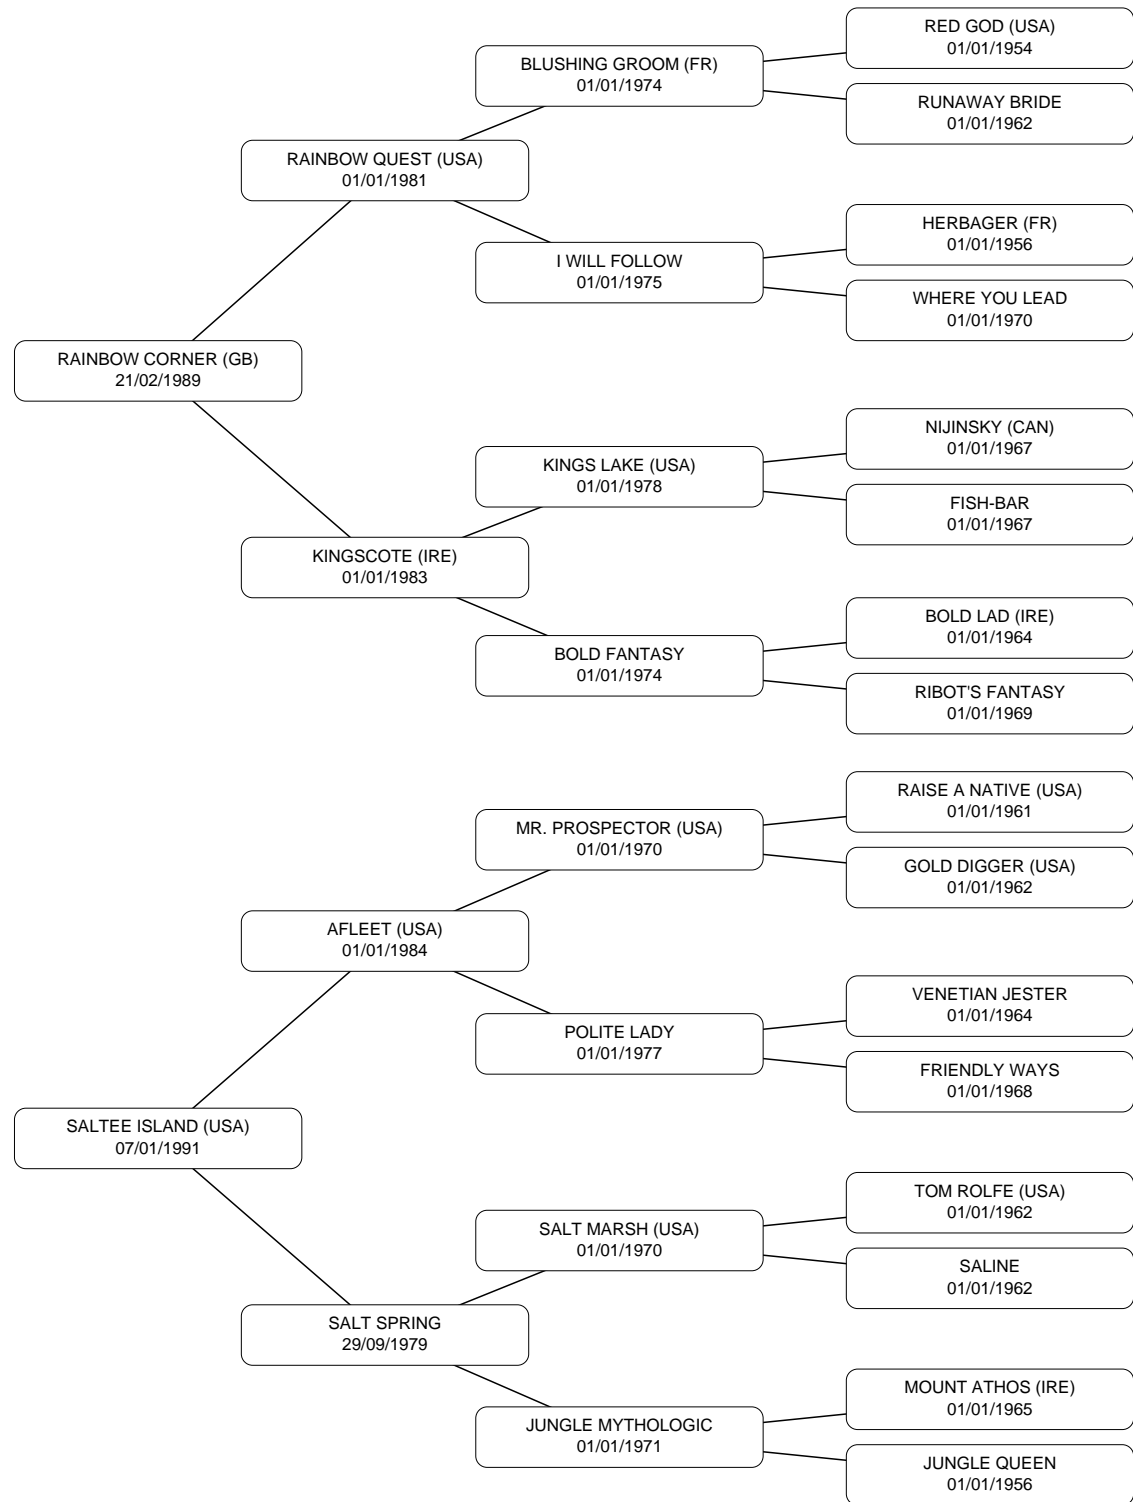 RED GOD (USA)
01/01/1954
BLUSHING GROOM (FR)
01/01/1974
RUNAWAY BRIDE
01/01/1962
RAINBOW QUEST (USA)
01/01/1981
HERBAGER (FR)
01/01/1956
I WILL FOLLOW
01/01/1975
WHERE YOU LEAD
01/01/1970
RAINBOW CORNER (GB)
21/02/1989
NIJINSKY (CAN)
01/01/1967
KINGS LAKE (USA)
01/01/1978
FISH-BAR
01/01/1967
KINGSCOTE (IRE)
01/01/1983
BOLD LAD (IRE)
01/01/1964
BOLD FANTASY
01/01/1974
RIBOT'S FANTASY
01/01/1969
RAISE A NATIVE (USA)
01/01/1961
MR. PROSPECTOR (USA)
01/01/1970
GOLD DIGGER (USA)
01/01/1962
AFLEET (USA)
01/01/1984
VENETIAN JESTER
01/01/1964
POLITE LADY
01/01/1977
FRIENDLY WAYS
01/01/1968
SALTEE ISLAND (USA)
07/01/1991
TOM ROLFE (USA)
01/01/1962
SALT MARSH (USA)
01/01/1970
SALINE
01/01/1962
SALT SPRING
29/09/1979
MOUNT ATHOS (IRE)
01/01/1965
JUNGLE MYTHOLOGIC
01/01/1971
JUNGLE QUEEN
01/01/1956